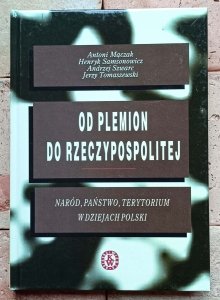 Antoni Mączak
Henryk Samsonowicz
Andrzej Szwarc
Jerzy Tomaszewski
OD PLEMION
DO RZECZYPOSPOLITEJ
NARÓD, PAŃSTWO, TERYTORIUM
W DZIEJACH POLSKI